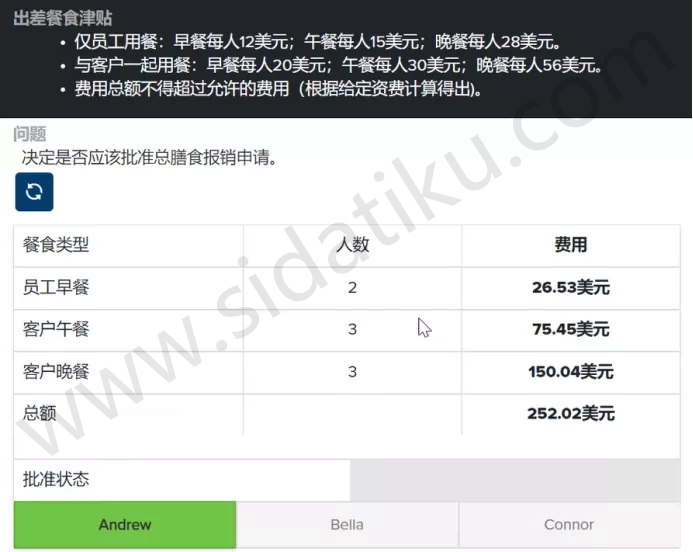 出差餐食津贴
• 仅员工用餐：早餐每人12美元；午餐每人15美元；晚餐每人28美元。
• 与客户一起用餐：早餐每人20美元；午餐每人30美元；晚餐每人56美元。
• 费用总额不得超过允许的费用（根据给定资费计算得出)。
问题
决定是否应该批准总膳食报销申请。
餐食类型 人数 费用
员工早餐 2 26.53美元
客户午餐 3 75.45美元
客户晚餐 3 150.04美元
总额 252.02美元
批准状态
Andrew Bella Connor
www.sidatiku.com